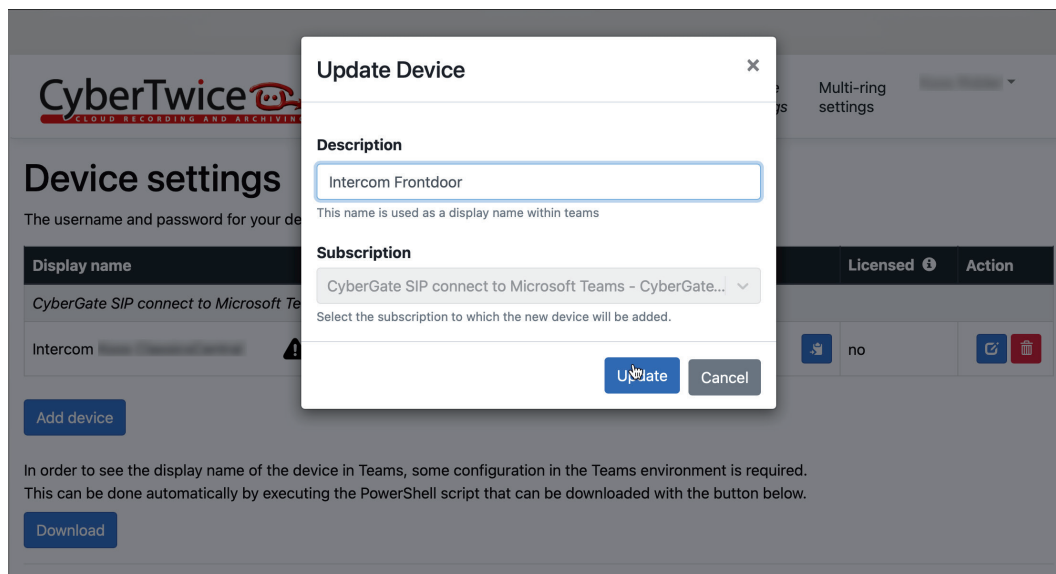 Update Device
×
CyberTwice
CLOUD RECORDING AND ARCHIVIN
Multi-ring
settings
gs
Description
Intercom Frontdoor
This name is used as a display name within teams
Device settings
The username and password for your de
Subscription
CyberGate SIP connect to Microsoft Teams - CyberGate...
Select the subscription to which the new device will be added.
Display name
Licensed
Action
CyberGate SIP connect to Microsoft Te
Intercom
no
Update
Cancel
Add device
In order to see the display name of the device in Teams, some configuration in the Teams environment is required.
This can be done automatically by executing the PowerShell script that can be downloaded with the button below.
Download